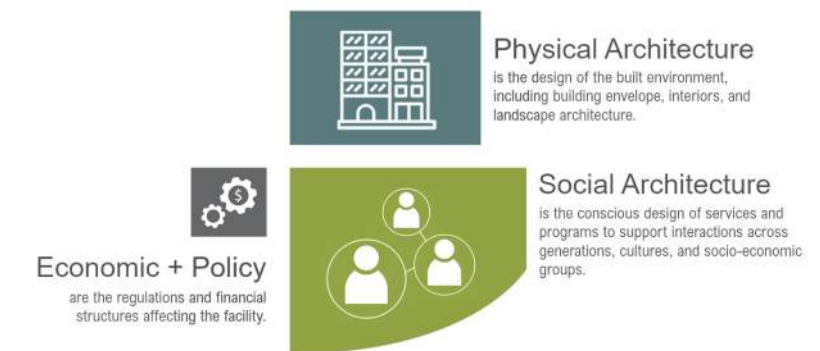 Physical Architecture
is the design of the built environment,
including building envelope, interiors, and
landscape architecture.
$
Economic + Policy
are the regulations and financial
structures affecting the facility.
Social Architecture
is the conscious design of services and
programs to support interactions across
generations, cultures, and socio-economic
groups.